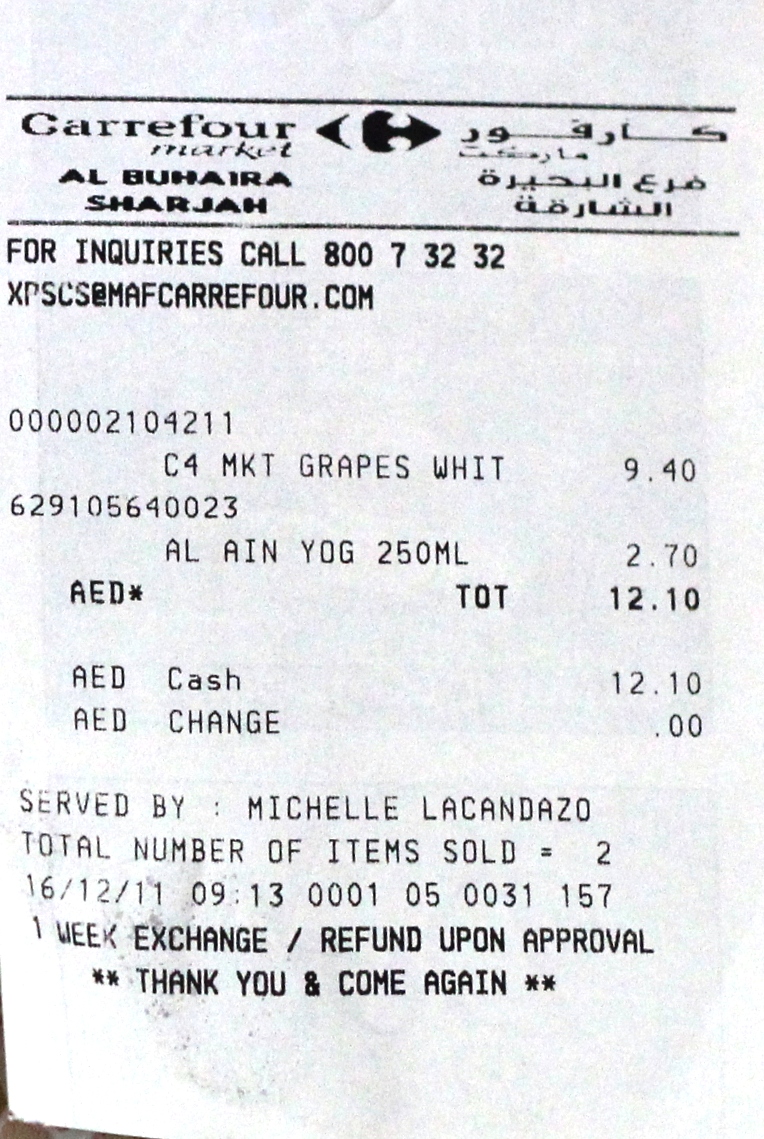 Carrefour كارفور
market ماركت
AL BUHAIRA فرع البحيرة
SHARJAH الشارقة
FOR INQUIRIES CALL 800 7 32 32
XPSCS@MAFCARREFOUR.COM
000002104211
C4 MKT GRAPES WHIT 9.40
629105640023
AL AIN YOG 250ML 2.70
AED* TOT 12.10
AED Cash 12.10
AED CHANGE .00
SERVED BY : MICHELLE LACANDAZO
TOTAL NUMBER OF ITEMS SOLD = 2
16/12/11 09:13 0001 05 0031 157
1 WEEK EXCHANGE / REFUND UPON APPROVAL
** THANK YOU & COME AGAIN **